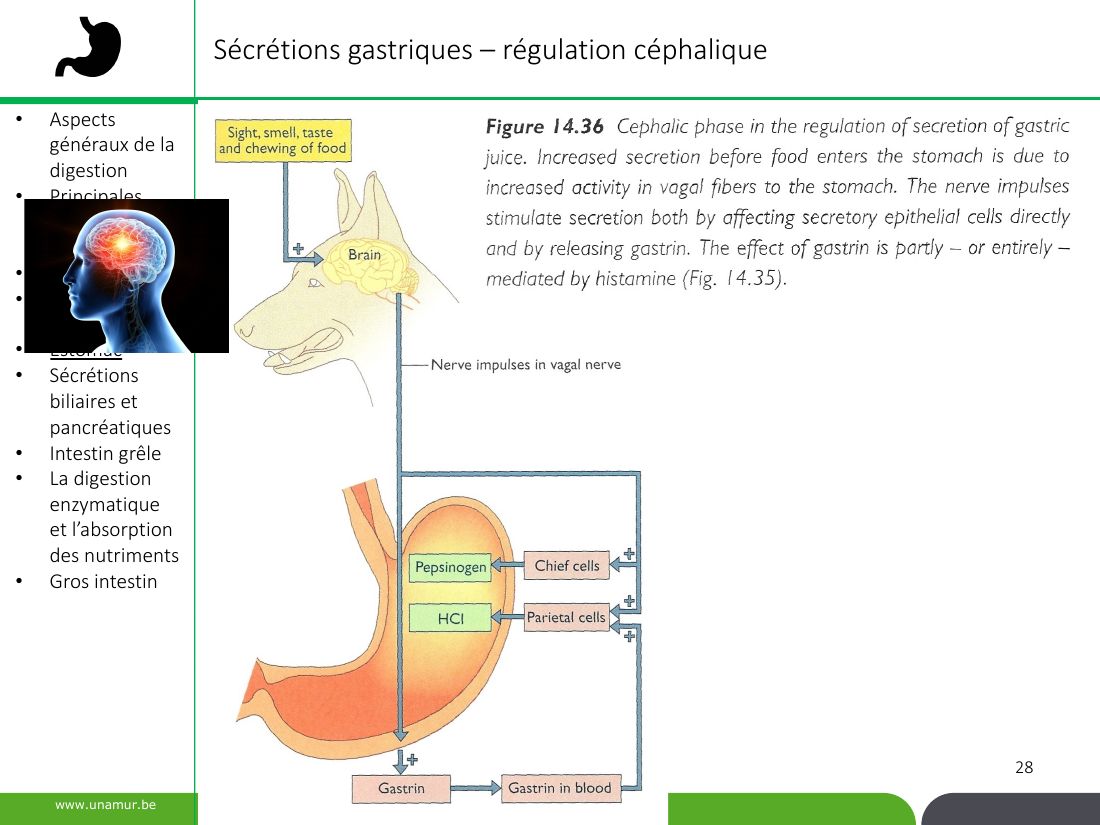 Sécrétions gastriques – régulation céphalique
• Aspects
généraux de la
digestion
• Principales
•
•
• Estomac
• Sécrétions
biliaires et
pancréatiques
• Intestin grêle
• La digestion
enzymatique
et l’absorption
des nutriments
• Gros intestin
Sight, smell, taste
and chewing of food
Figure 14.36 Cephalic phase in the regulation of secretion of gastric
juice. Increased secretion before food enters the stomach is due to
increased activity in vagal fibers to the stomach. The nerve impulses
stimulate secretion both by affecting secretory epithelial cells directly
and by releasing gastrin. The effect of gastrin is partly – or entirely –
mediated by histamine (Fig. 14.35).
+
Brain
Nerve impulses in vagal nerve
+
Pepsinogen
Chief cells
+
HCl
Parietal cells
+
+
Gastrin
Gastrin in blood
28
www.unamur.be